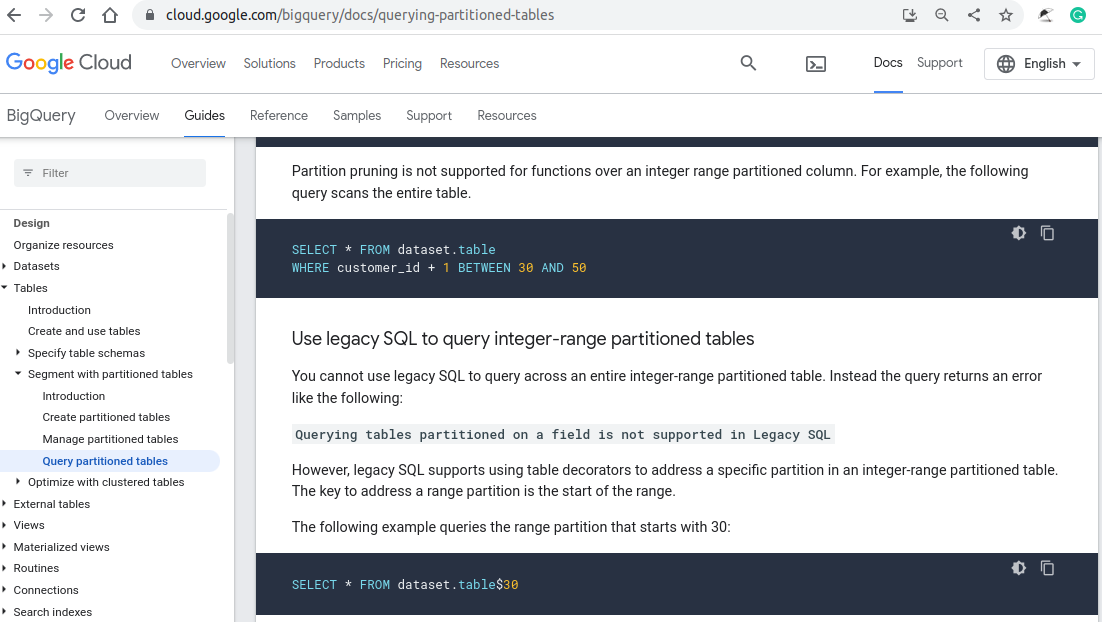 cloud.google.com/bigquery/docs/querying-partitioned-tables
G
Google Cloud
Overview Solutions Products Pricing Resources
Docs Support English
BigQuery Overview Guides Reference Samples Support Resources
Filter
Design
Organize resources
Datasets
Tables
Introduction
Create and use tables
Specify table schemas
Segment with partitioned tables
Introduction
Create partitioned tables
Manage partitioned tables
Query partitioned tables
Optimize with clustered tables
External tables
Views
Materialized views
Routines
Connections
Search indexes
Partition pruning is not supported for functions over an integer range partitioned column. For example, the following
query scans the entire table.
SELECT * FROM dataset.table
WHERE customer_id + 1 BETWEEN 30 AND 50
Use legacy SQL to query integer-range partitioned tables
You cannot use legacy SQL to query across an entire integer-range partitioned table. Instead the query returns an error
like the following:
Querying tables partitioned on a field is not supported in Legacy SQL
However, legacy SQL supports using table decorators to address a specific partition in an integer-range partitioned table.
The key to address a range partition is the start of the range.
The following example queries the range partition that starts with 30:
SELECT * FROM dataset.table$30